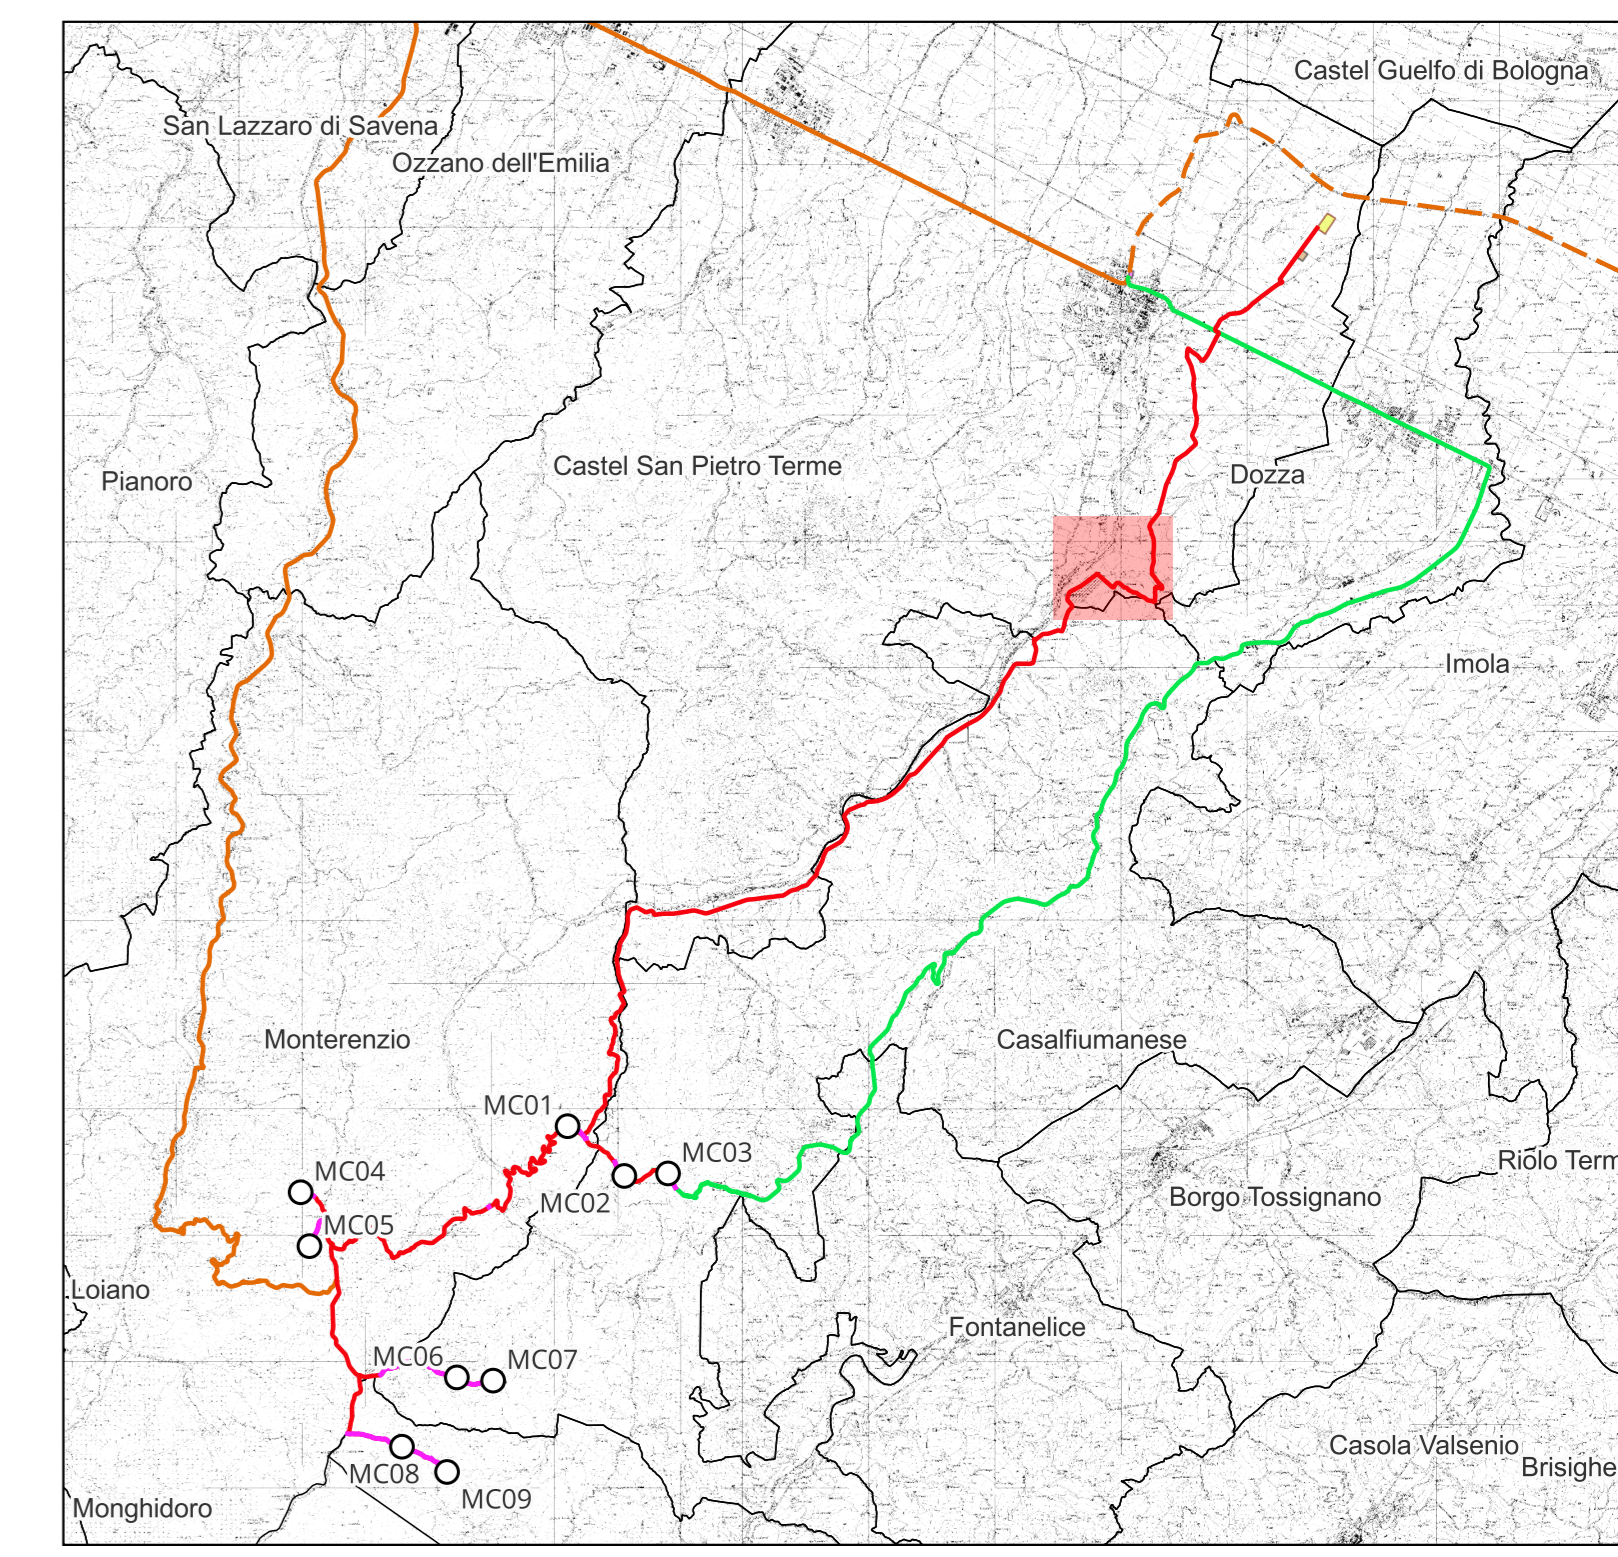 Castel Guelfo di Bologna
San Lazzaro di Savena
Ozzano dell'Emilia
Castel San Pietro Terme
Dozza
Pianoro
Imola
Monterenzio
Casalfiumanese
MC01
MC03
MC04
MC02
MC05
Riolo Term
Borgo Tossignano
Loiano
Fontanelice
MC06
MC07
Casola Valsenio
Brisighe
MC08
MC09
Monghidoro